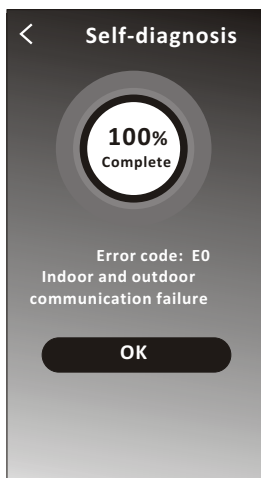 Self-diagnosis
100%
Complete
Error code: E0
Indoor and outdoor
communication failure
OK